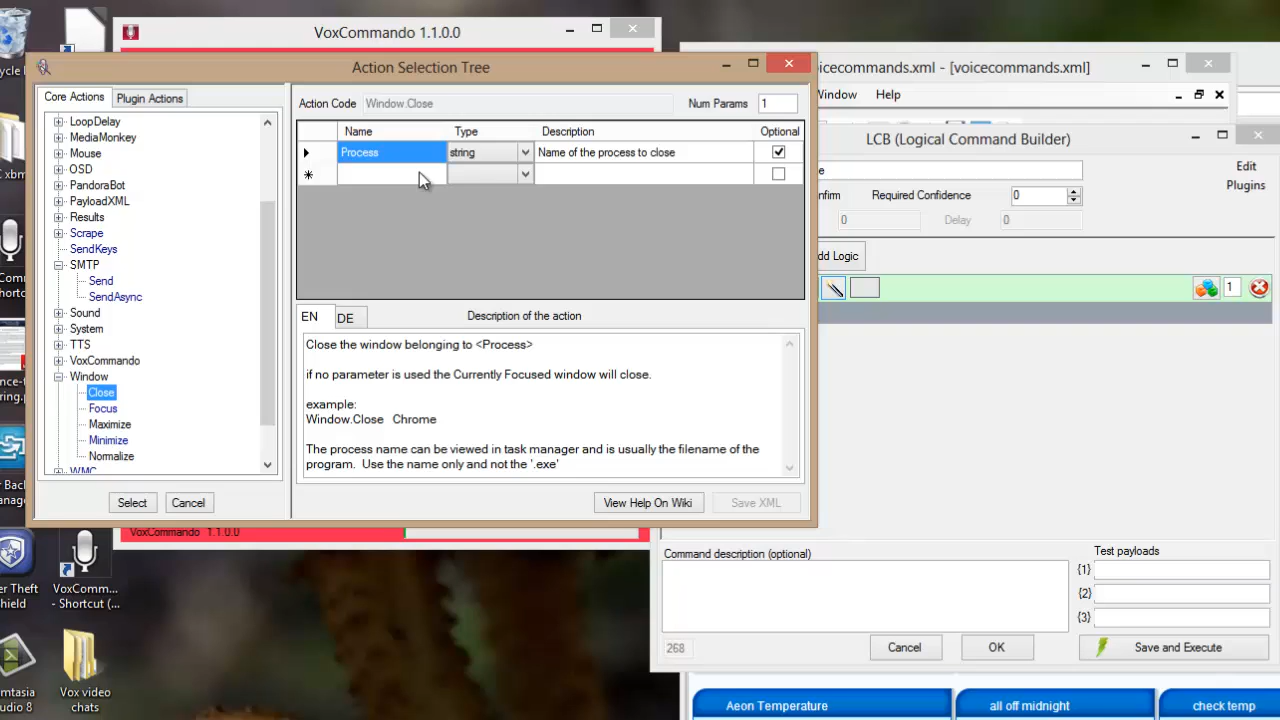 VoxCommando 1.1.0.0
Action Selection Tree
voicecommands.xml - [voicecommands.xml]
Window Help
Core Actions
Plugin Actions
Action Code
Window.Close
Num Params
1
LCB (Logical Command Builder)
LoopDelay
MediaMonkey
Mouse
OSD
PandoraBot
PayloadXML
Results
Scrape
SendKeys
SMTP
Send
SendAsync
Sound
System
TTS
VoxCommando
Window
Close
Focus
Maximize
Minimize
Normalize
WMC
Select
Cancel
Name Type Description Optional
Process string Name of the process to close
EN
DE
Description of the action
Close the window belonging to <Process>
if no parameter is used the Currently Focused window will close.
example:
Window.Close Chrome
The process name can be viewed in task manager and is usually the filename of the
program. Use the name only and not the '.exe'
View Help On Wiki
Save XML
Edit
Plugins
Required Confidence
0
0
Delay
0
Logic
1
VoxCommando 1.1.0.0
Command description (optional)
Test payloads
{1}
{2}
{3}
268
Cancel
OK
Save and Execute
Aeon Temperature
all off midnight
check temp
VoxComm...
- Shortcut (...
Vox video
chats